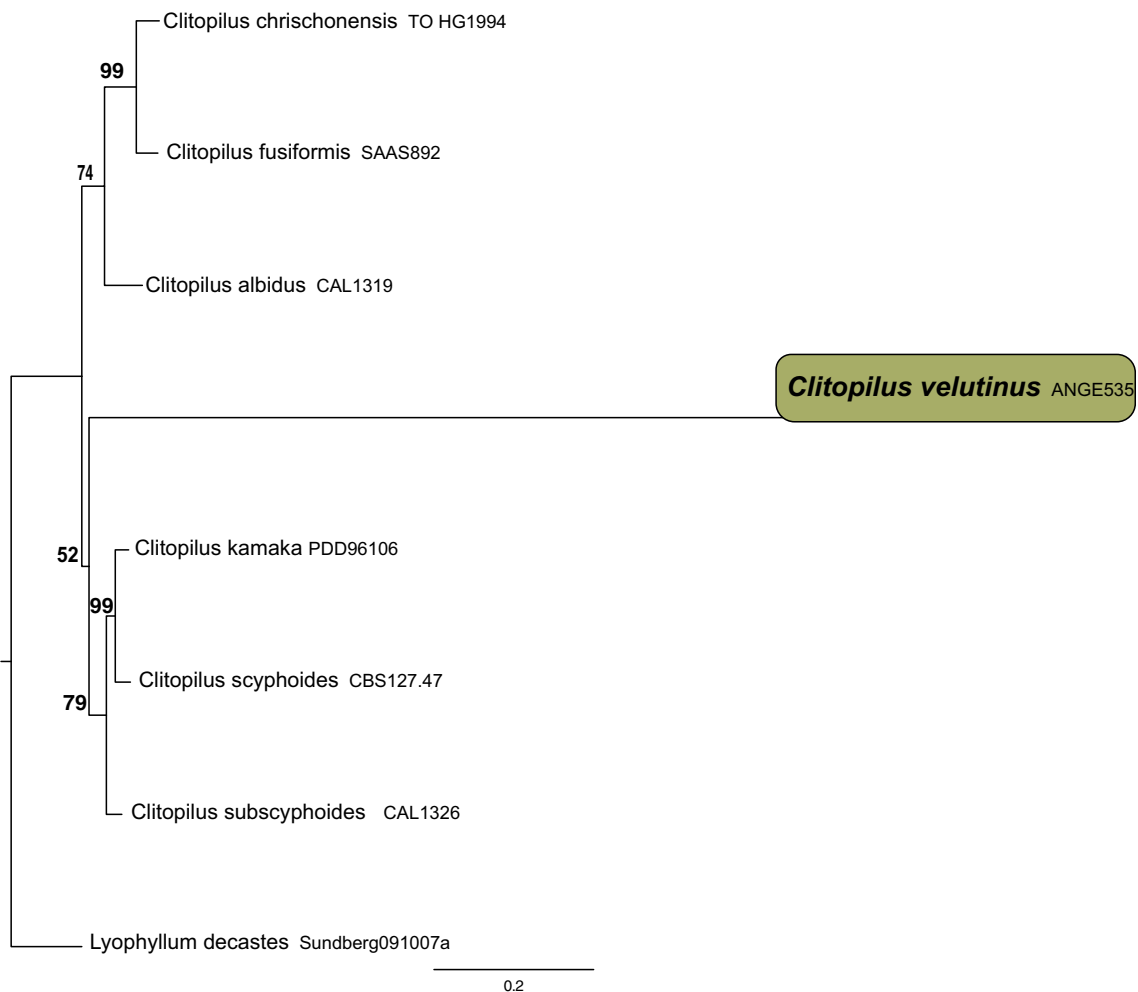 Clitopilus chrischonensis TO HG1994
99
Clitopilus fusiformis SAAS892
74
Clitopilus albidus CAL1319
Clitopilus velutinus ANGE535
Clitopilus kamaka PDD96106
52
99
Clitopilus scyphoides CBS127.47
79
Clitopilus subscyphoides CAL1326
Lyophyllum decastes Sundberg091007a
0.2